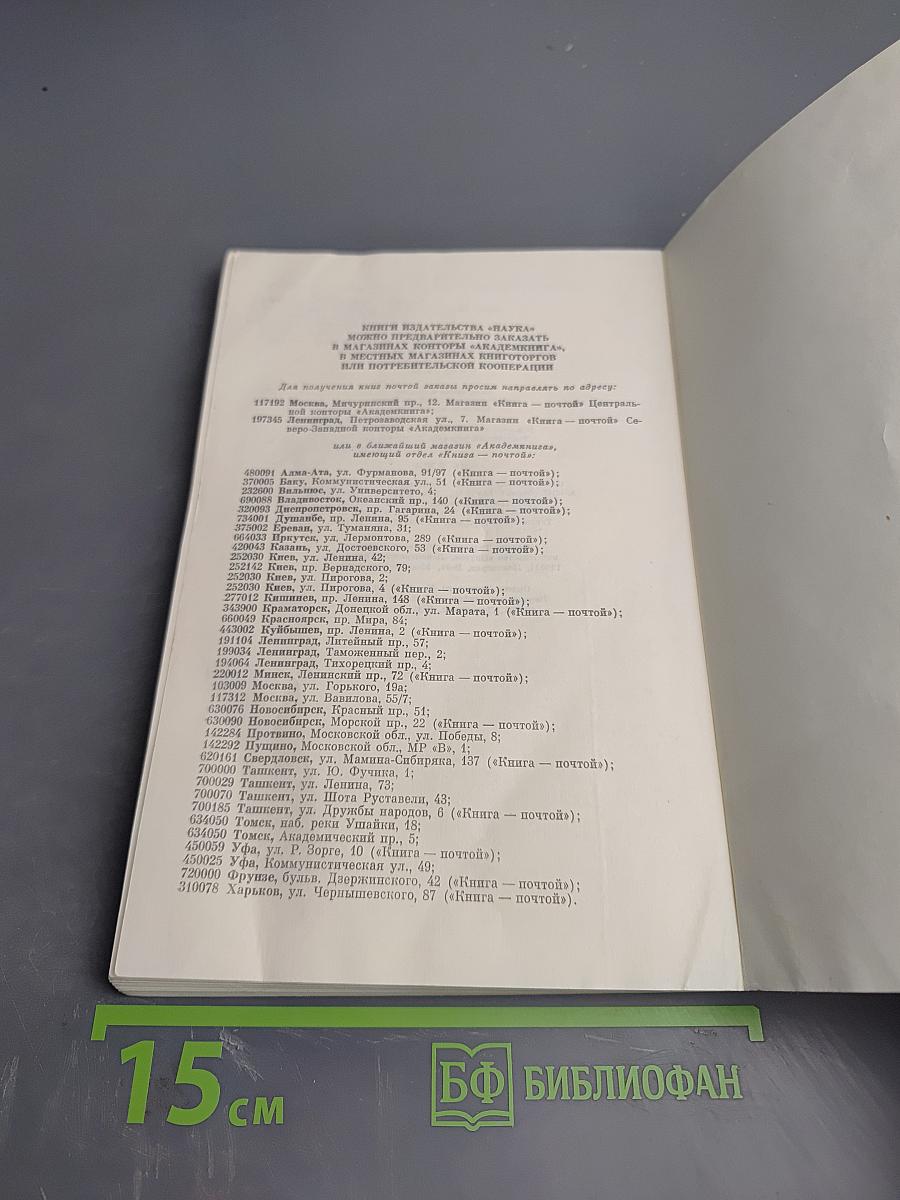 КНИГИ ИЗДАТЕЛЬСТВА «НАУКА»
МОЖНО ПРЕДВАРИТЕЛЬНО ЗАКАЗАТЬ
В МАГАЗИНАХ КОНТОРЫ «АКАДЕМКНИГА»,
В МЕСТНЫХ МАГАЗИНАХ КНИГОТОРГОВ
ИЛИ ПОТРЕБИТЕЛЬСКОЙ КООПЕРАЦИИ
Для получения книг почтой заказы просим направлять по адресу:
117192 Москва, Мичуринский пр., 12. Магазин «Книга — почтой» Централь-
ной конторы «Академкнига»;
197345 Ленинград, Петрозаводская ул., 7. Магазин «Книга — почтой» Се-
веро-Западной конторы «Академкнига»
или в ближайший магазин «Академкнига»,
имеющий отдел «Книга — почтой»:
480091 Алма-Ата, ул. Фурманова, 91/97 («Книга — почтой»);
370005 Баку, Коммунистическая ул., 51 («Книга — почтой»);
232600 Вильнюс, ул. Университето, 4;
690088 Владивосток, Океанский пр., 140 («Книга — почтой»);
320093 Днепропетровск, пр. Гагарина, 24 («Книга — почтой»);
734001 Душанбе, пр. Ленина, 95 («Книга — почтой»);
375002 Ереван, ул. Туманяна, 31;
664033 Иркутск, ул. Лермонтова, 289 («Книга — почтой»);
420043 Казань, ул. Достоевского, 53 («Книга — почтой»);
252030 Киев, ул. Ленина, 42;
252142 Киев, пр. Вернадского, 79;
252030 Киев, ул. Пирогова, 2;
252030 Киев, ул. Пирогова, 4 («Книга — почтой»);
277012 Кишинев, пр. Ленина, 148 («Книга — почтой»);
343900 Краматорск, Донецкой обл., ул. Марата, 1 («Книга — почтой»);
660049 Красноярск, пр. Мира, 84;
443002 Куйбышев, пр. Ленина, 2 («Книга — почтой»);
191104 Ленинград, Литейный пр., 57;
199034 Ленинград, Таможенный пер., 2;
194064 Ленинград, Тихорецкий пр., 4;
220012 Минск, Ленинский пр., 72 («Книга — почтой»);
103009 Москва, ул. Горького, 19а;
117312 Москва, ул. Вавилова, 55/7;
630076 Новосибирск, Красный пр., 51;
630090 Новосибирск, Морской пр., 22 («Книга — почтой»);
142284 Протвино, Московской обл., ул. Победы, 8;
142292 Пущино, Московской обл., МР «В», 1;
620161 Свердловск, ул. Мамина-Сибиряка, 137 («Книга — почтой»);
700000 Ташкент, ул. Ю. Фучика, 1;
700029 Ташкент, ул. Ленина, 73;
700070 Ташкент, ул. Шота Руставели, 43;
700185 Ташкент, ул. Дружбы народов, 6 («Книга — почтой»);
634050 Томск, наб. реки Ушайки, 18;
634050 Томск, Академический пр., 5;
450059 Уфа, ул. Р. Зорге, 10 («Книга — почтой»);
450025 Уфа, Коммунистическая ул., 49;
720000 Фрунзе, бульв. Дзержинского, 42 («Книга — почтой»);
310078 Харьков, ул. Чернышевского, 87 («Книга — почтой»).
15 см
БФ БИБЛИОФАН